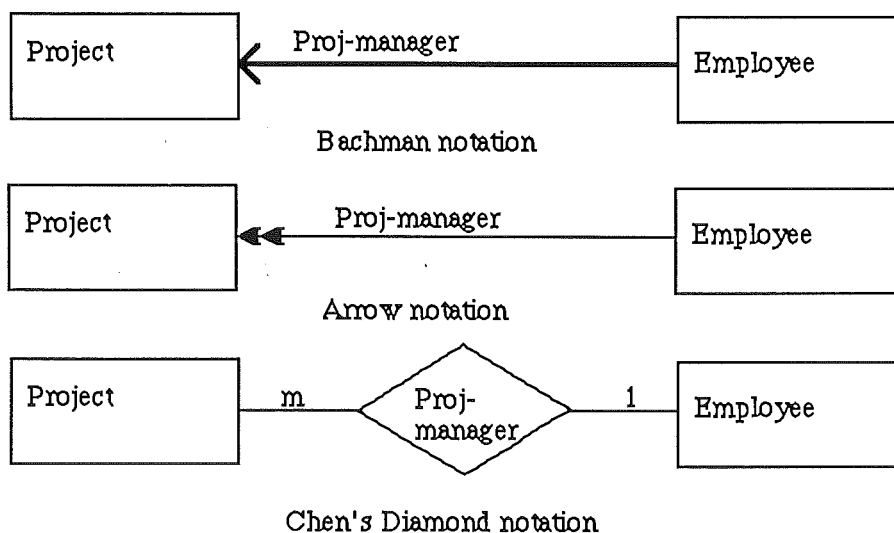 Project
Proj-manager
Employee
Bachman notation
Project
Proj-manager
Employee
Arrow notation
Project
m
Proj-
manager
1
Employee
Chen's Diamond notation